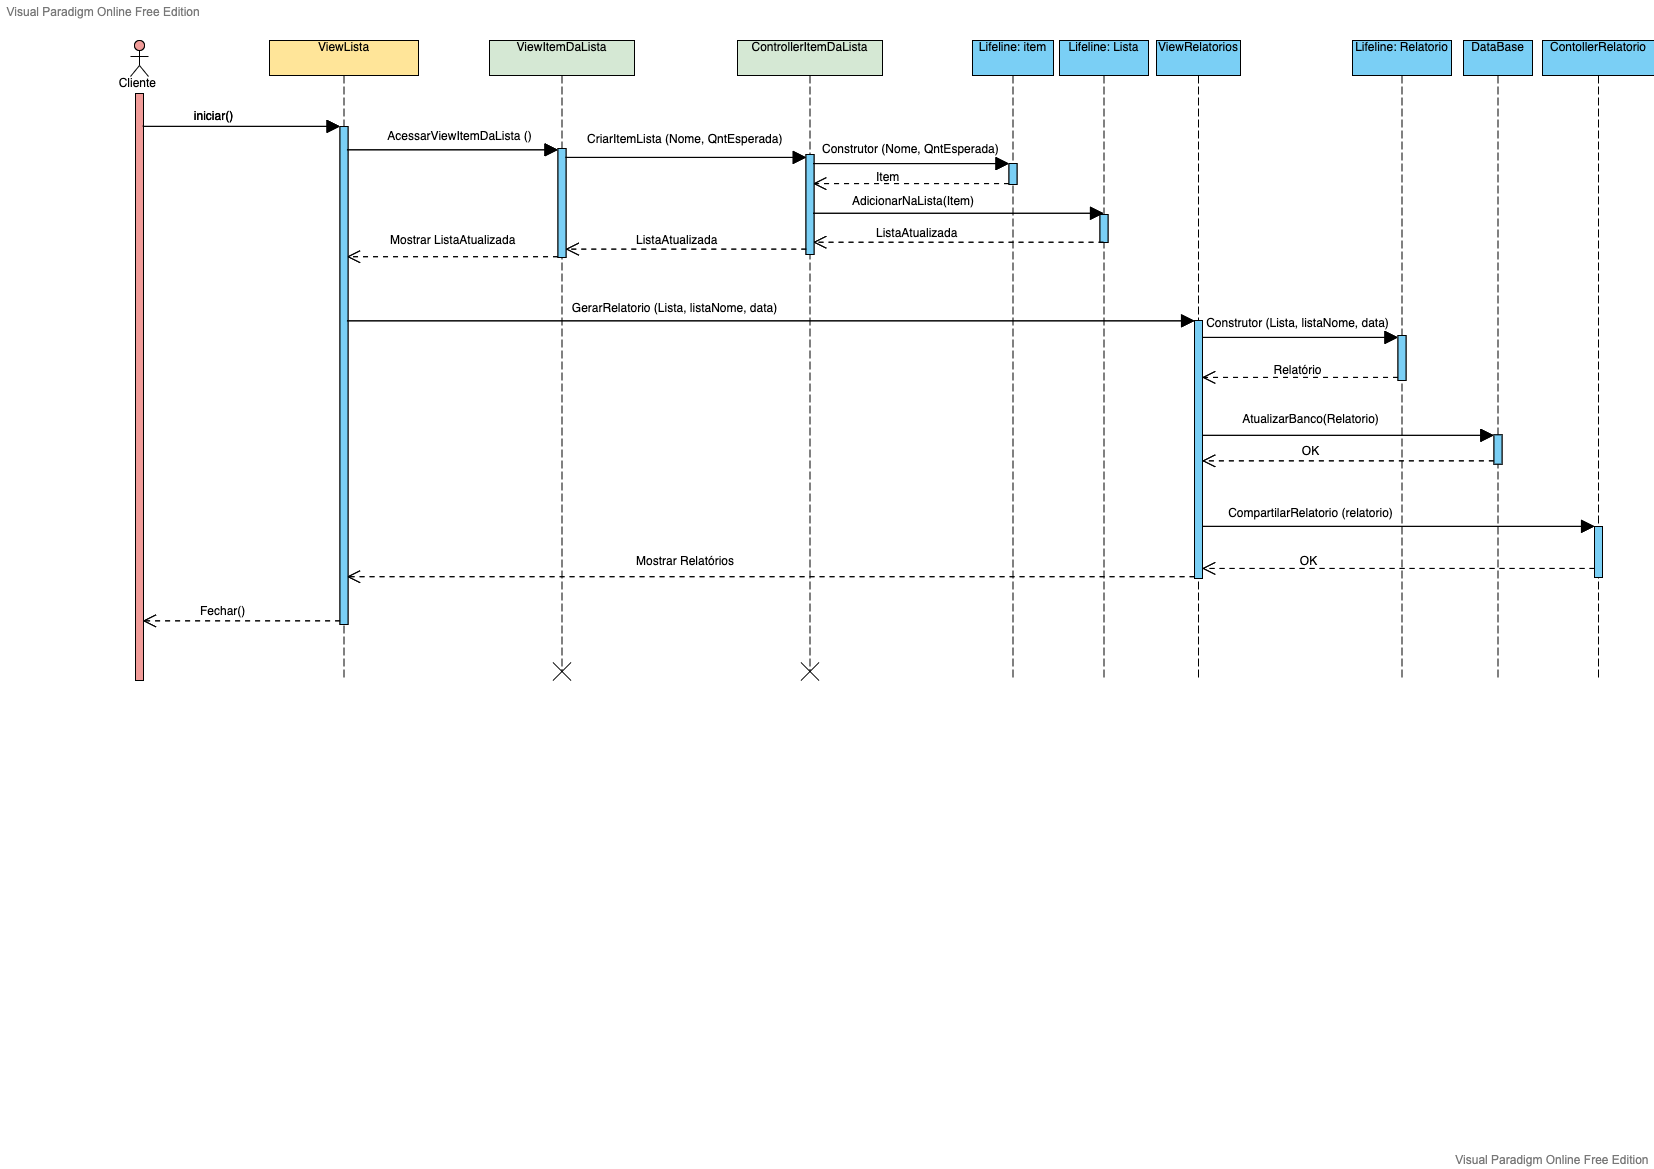 Visual Paradigm Online Free Edition
Cliente
ViewLista
ViewItemDaLista
ControllerItemDaLista
Lifeline: item
Lifeline: Lista
ViewRelatorios
Lifeline: Relatorio
DataBase
ContollerRelatorio
iniciar()
AcessarViewItemDaLista ()
CriarItemLista (Nome, QntEsperada)
Construtor (Nome, QntEsperada)
Item
AdicionarNaLista(Item)
ListaAtualizada
ListaAtualizada
Mostrar ListaAtualizada
GerarRelatorio (Lista, listaNome, data)
Construtor (Lista, listaNome, data)
Relatório
AtualizarBanco(Relatorio)
OK
CompartilarRelatorio (relatorio)
OK
Mostrar Relatórios
Fechar()
Visual Paradigm Online Free Edition